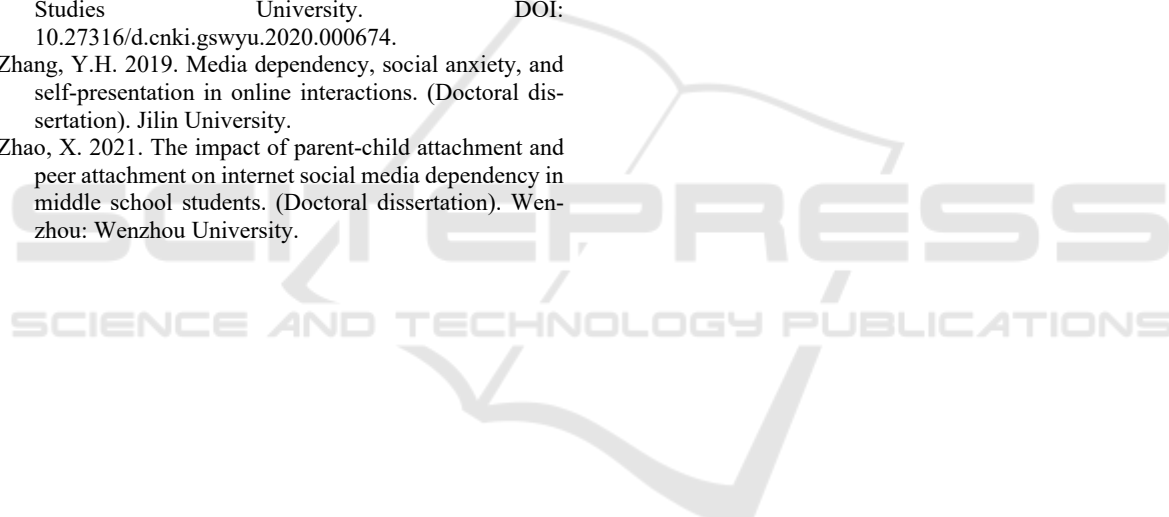 Studies University. DOI:
10.27316/d.cnki.gswyu.2020.000674.
Zhang, Y.H. 2019. Media dependency, social anxiety, and
self-presentation in online interactions. (Doctoral dis-
sertation). Jilin University.
Zhao, X. 2021. The impact of parent-child attachment and
peer attachment on internet social media dependency in
middle school students. (Doctoral dissertation). Wen-
zhou: Wenzhou University.
SCITEPRESS
SCIENCE AND TECHNOLOGY PUBLICATIONS